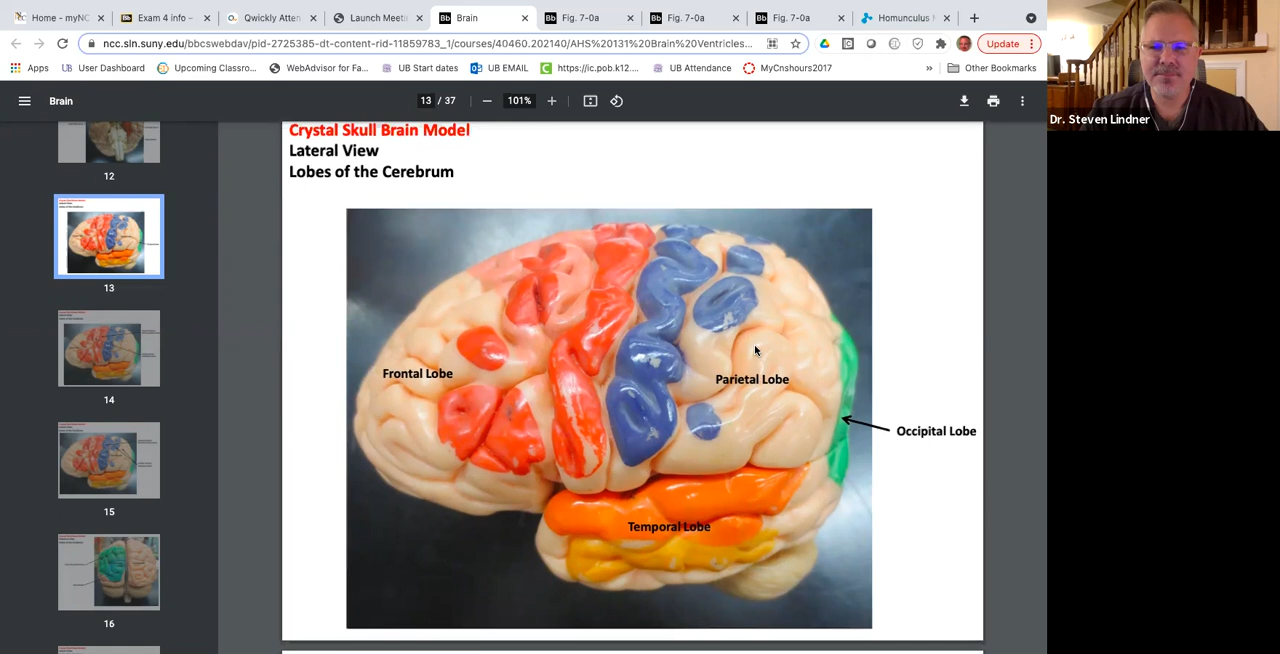 Home - myNC
Exam 4 info –
Qwickly Atten
Launch Meeti
Brain
Fig. 7-0a
Fig. 7-0a
Fig. 7-0a
Homunculus
ncc.sln.suny.edu/bbcswebdav/pid-2725385-dt-content-rid-11859783_1/courses/40460.202140/AHS%20131%20Brain%20Ventricles...
Update
Apps
User Dashboard
Upcoming Classro...
WebAdvisor for Fa...
UB Start dates
UB EMAIL
https://ic.pob.k12....
UB Attendance
MyCnshours2017
»
Other Bookmarks
Brain
13 / 37
101%
Dr. Steven Lindner
12
13
14
15
16
Crystal Skull Brain Model
Lateral View
Lobes of the Cerebrum
Frontal Lobe
Parietal Lobe
Occipital Lobe
Temporal Lobe